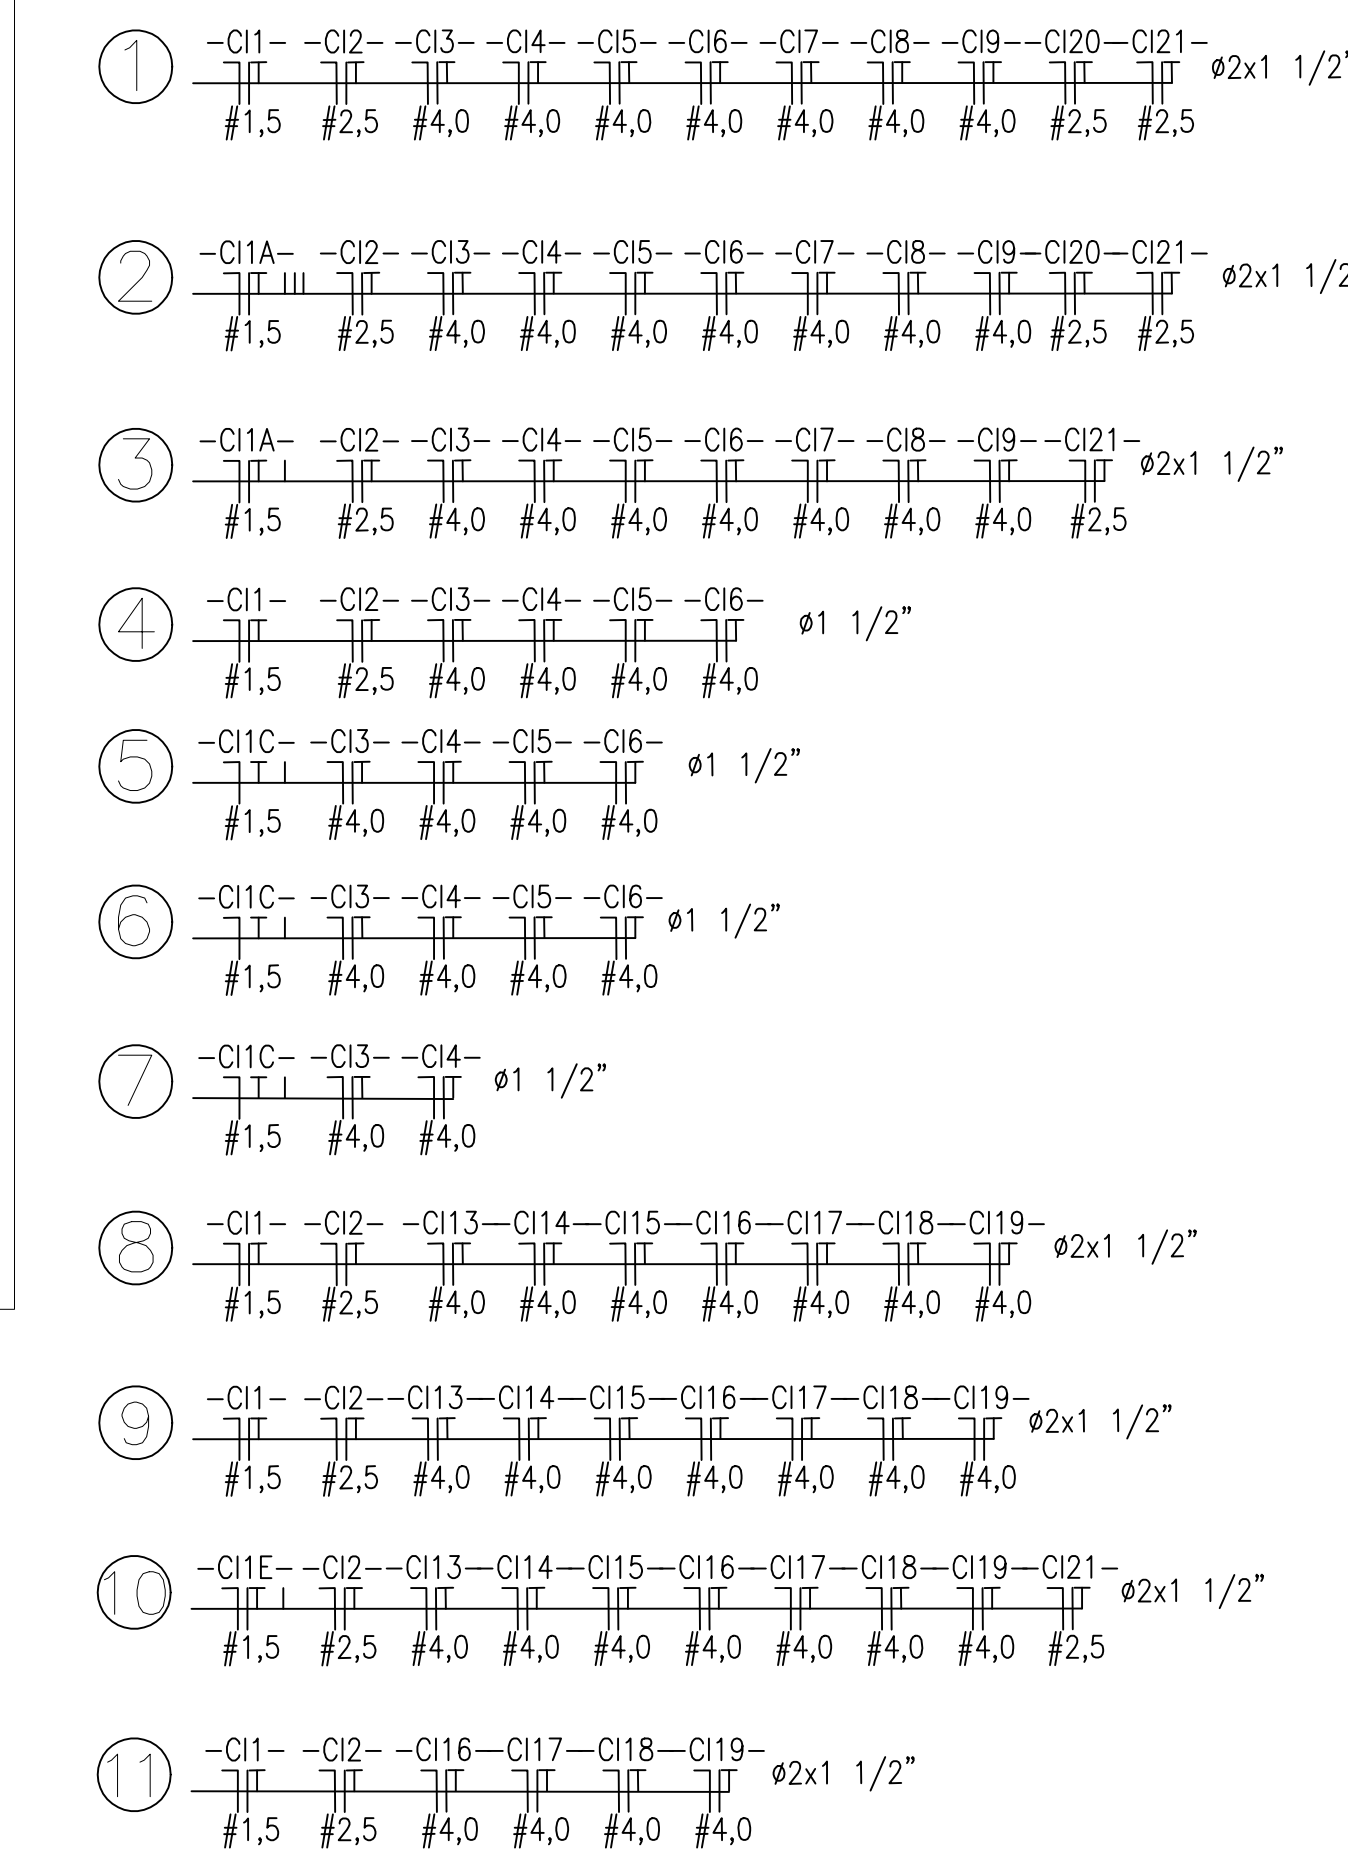 -CI1- -CI2- -CI3- -CI4- -CI5- -CI6- -CI7- -CI8- -CI9- -CI20- -CI21-
1 ø2x1 1/2"
#1,5 #2,5 #4,0 #4,0 #4,0 #4,0 #4,0 #4,0 #4,0 #2,5 #2,5
-CI1A- -CI2- -CI3- -CI4- -CI5- -CI6- -CI7- -CI8- -CI9- -CI20- -CI21-
2 ø2x1 1/2
#1,5 #2,5 #4,0 #4,0 #4,0 #4,0 #4,0 #4,0 #4,0 #2,5 #2,5
-CI1A- -CI2- -CI3- -CI4- -CI5- -CI6- -CI7- -CI8- -CI9- -CI21-
3 ø2x1 1/2"
#1,5 #2,5 #4,0 #4,0 #4,0 #4,0 #4,0 #4,0 #4,0 #2,5
-CI1- -CI2- -CI3- -CI4- -CI5- -CI6-
4 ø1 1/2"
#1,5 #2,5 #4,0 #4,0 #4,0 #4,0
-CI1C- -CI3- -CI4- -CI5- -CI6-
5 ø1 1/2"
#1,5 #4,0 #4,0 #4,0 #4,0
-CI1C- -CI3- -CI4- -CI5- -CI6-
6 ø1 1/2"
#1,5 #4,0 #4,0 #4,0 #4,0
-CI1C- -CI3- -CI4-
7 ø1 1/2"
#1,5 #4,0 #4,0
-CI1- -CI2- -CI13- -CI14- -CI15- -CI16- -CI17- -CI18- -CI19-
8 ø2x1 1/2"
#1,5 #2,5 #4,0 #4,0 #4,0 #4,0 #4,0 #4,0 #4,0
-CI1- -CI2- -CI13- -CI14- -CI15- -CI16- -CI17- -CI18- -CI19-
9 ø2x1 1/2"
#1,5 #2,5 #4,0 #4,0 #4,0 #4,0 #4,0 #4,0 #4,0
-CI1E- -CI2- -CI13- -CI14- -CI15- -CI16- -CI17- -CI18- -CI19- -CI21-
10 ø2x1 1/2"
#1,5 #2,5 #4,0 #4,0 #4,0 #4,0 #4,0 #4,0 #4,0 #2,5
-CI1- -CI2- -CI16- -CI17- -CI18- -CI19-
11 ø2x1 1/2"
#1,5 #2,5 #4,0 #4,0 #4,0 #4,0